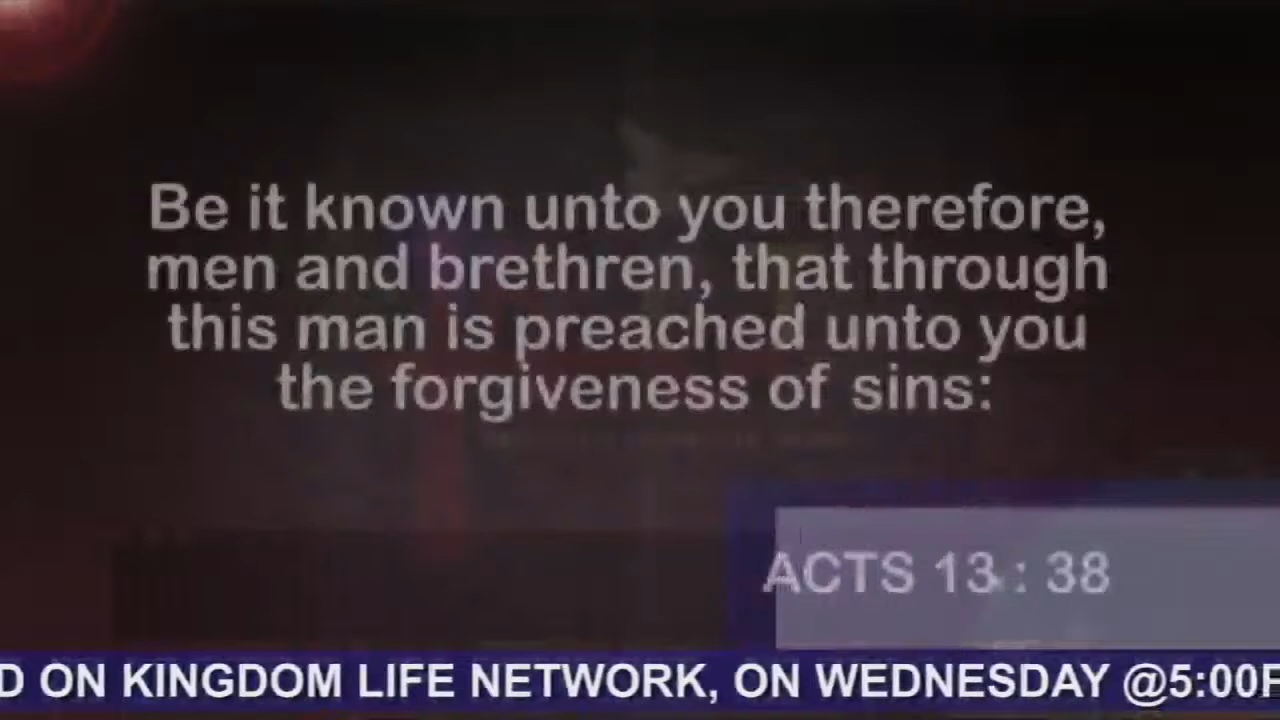 Be it known unto you therefore,
men and brethren, that through
this man is preached unto you
the forgiveness of sins:
ACTS 13 : 38
D ON KINGDOM LIFE NETWORK, ON WEDNESDAY @5:00P